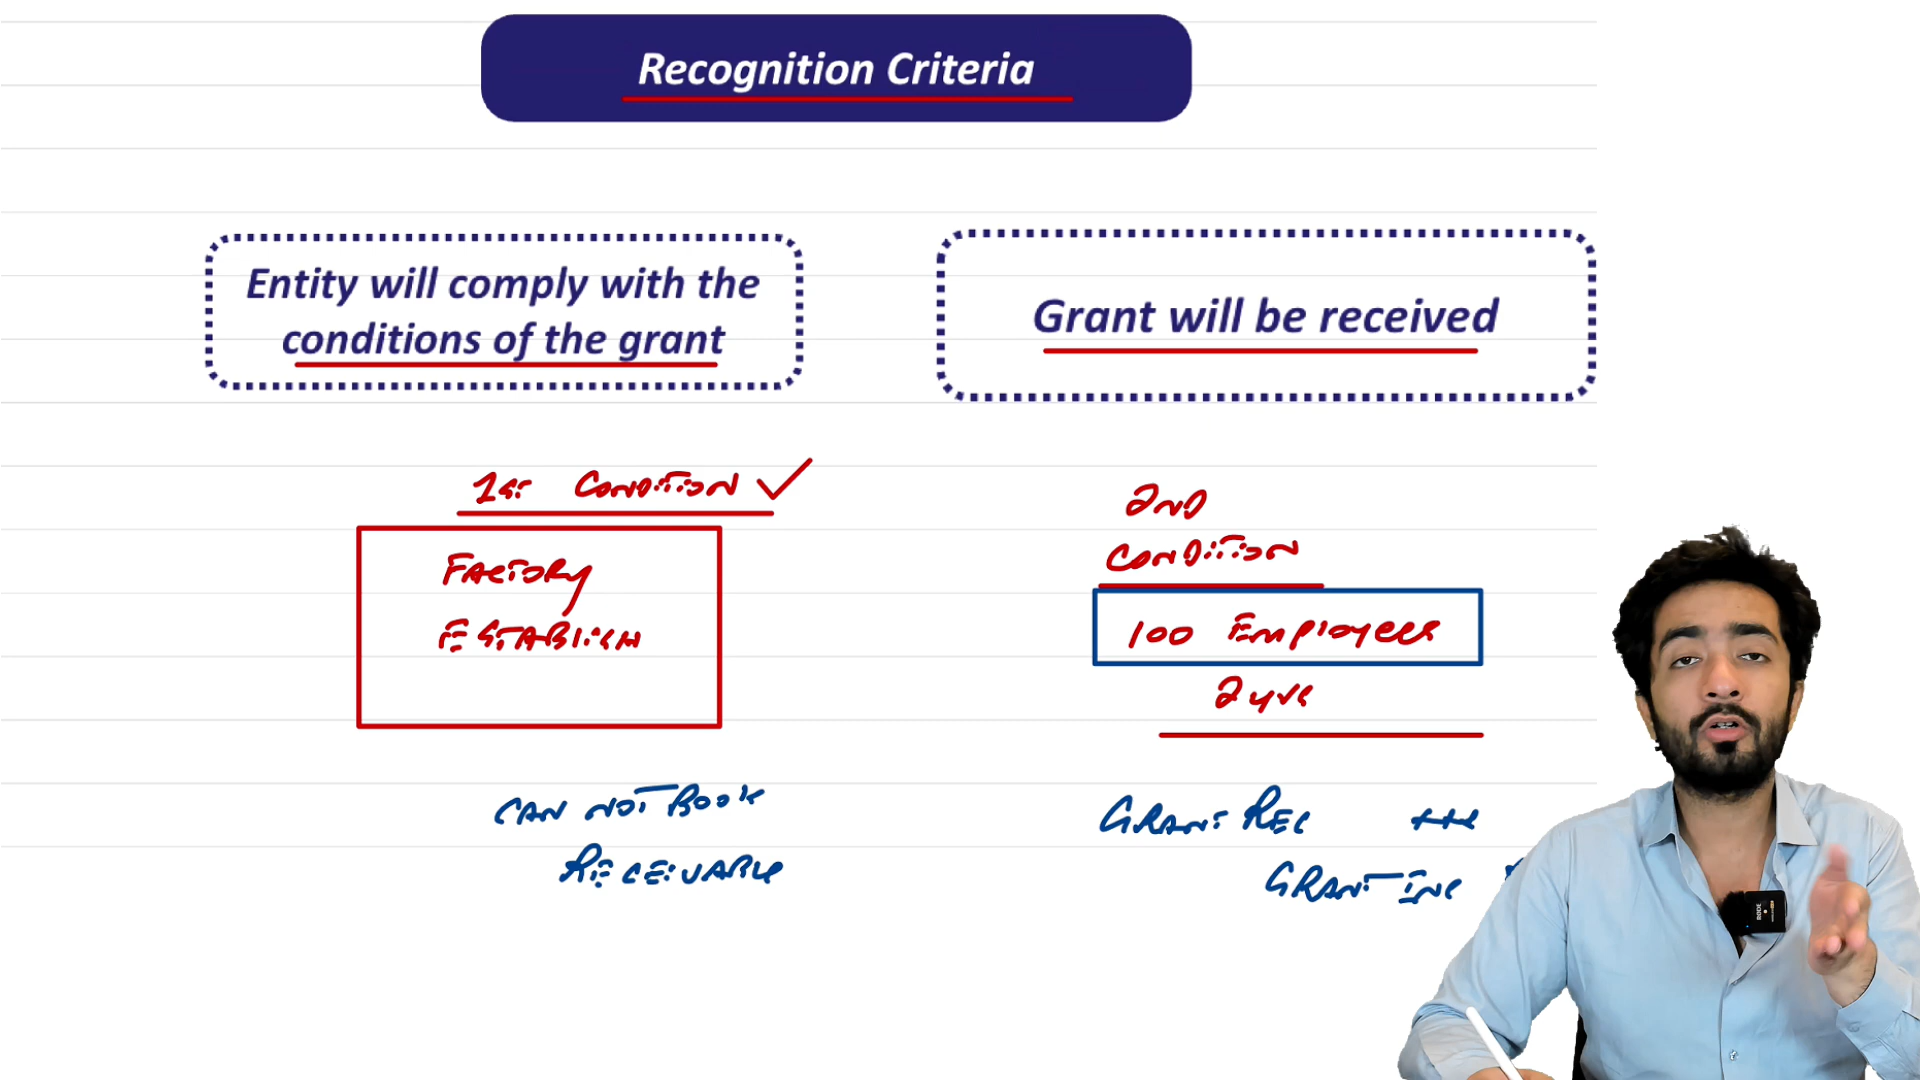 Recognition Criteria
Entity will comply with the
conditions of the grant
Grant will be received
1st CONDITION
FACTORY
ESTABLISH
2ND
CONDITION
100 EMPLOYEES
2 yrs
CAN NOT BOOK
RECEIVABLE
GRANT REC
GRANT INC
RODE